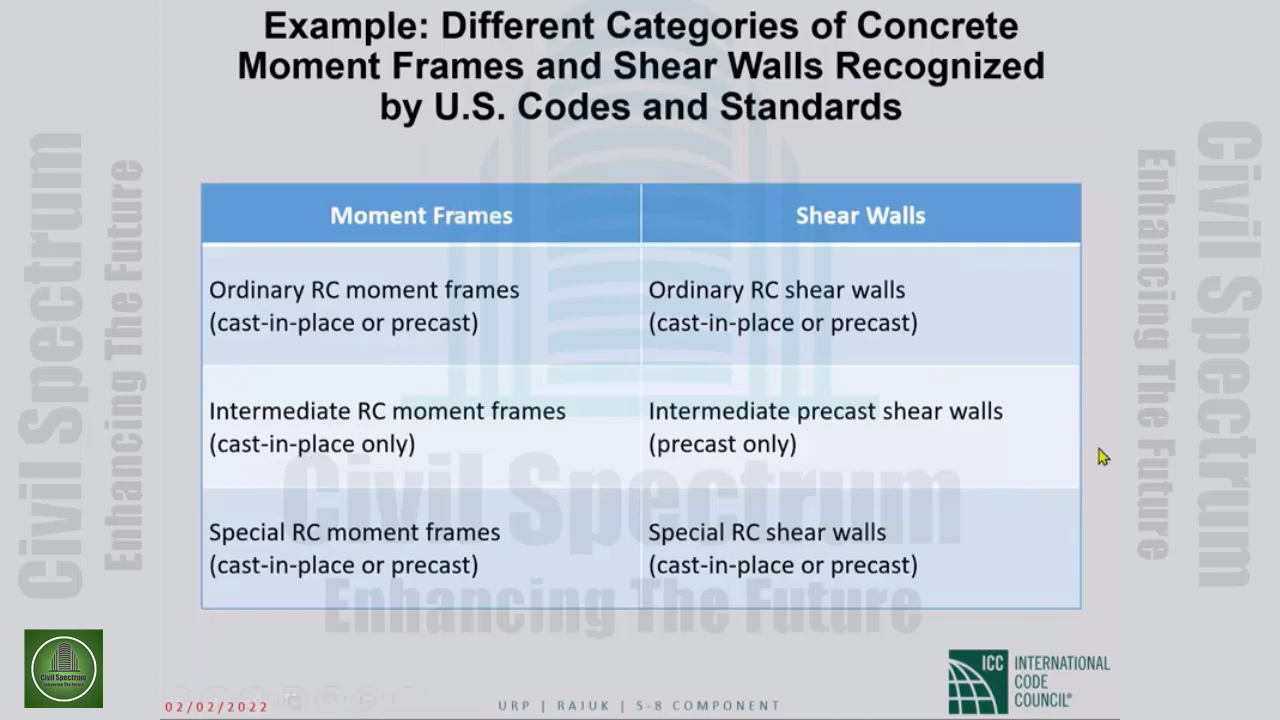 Example: Different Categories of Concrete
Moment Frames and Shear Walls Recognized
by U.S. Codes and Standards
Civil Spectrum
Enhancing The Future
Moment Frames
Shear Walls
Ordinary RC moment frames
(cast-in-place or precast)
Ordinary RC shear walls
(cast-in-place or precast)
Intermediate RC moment frames
(cast-in-place only)
Intermediate precast shear walls
(precast only)
Special RC moment frames
(cast-in-place or precast)
Special RC shear walls
(cast-in-place or precast)
Civil Spectrum
Enhancing The Future
Enhancing The Future
Civil Spectrum
Civil Spectrum
Enhancing The Future
ICC INTERNATIONAL
CODE
COUNCIL®
02/02/2022
URP | RAJUK | S-8 COMPONENT